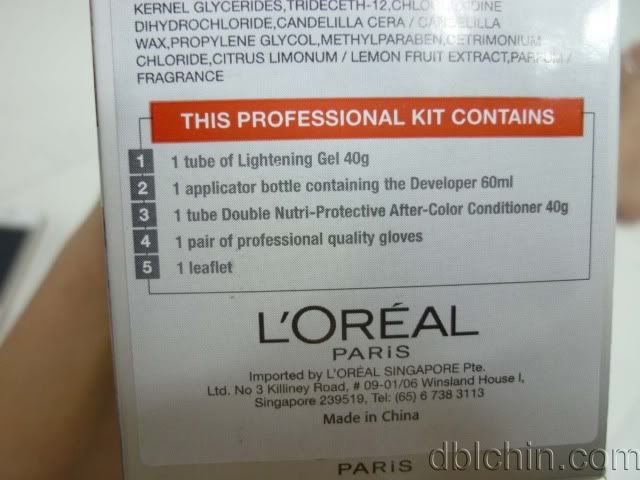 KERNEL GLYCERIDES,TRIDECETH-12,
DIHYDROCHLORIDE,CANDELILLA CERA / CANDELILLA
WAX,PROPYLENE GLYCOL,METHYLPARABEN,CETRIMONIUM
CHLORIDE,CITRUS LIMONUM / LEMON FRUIT EXTRACT,PARFUM /
FRAGRANCE
THIS PROFESSIONAL KIT CONTAINS
1 1 tube of Lightening Gel 40g
2 1 applicator bottle containing the Developer 60ml
3 1 tube Double Nutri-Protective After-Color Conditioner 40g
4 1 pair of professional quality gloves
5 1 leaflet
L'ORÉAL
PARiS
Imported by L'ORÉAL SINGAPORE Pte.
Ltd. No 3 Killiney Road, # 09-01/06 Winsland House I,
Singapore 239519, Tel: (65) 6 738 3113
Made in China
PARiS
dblchin.com